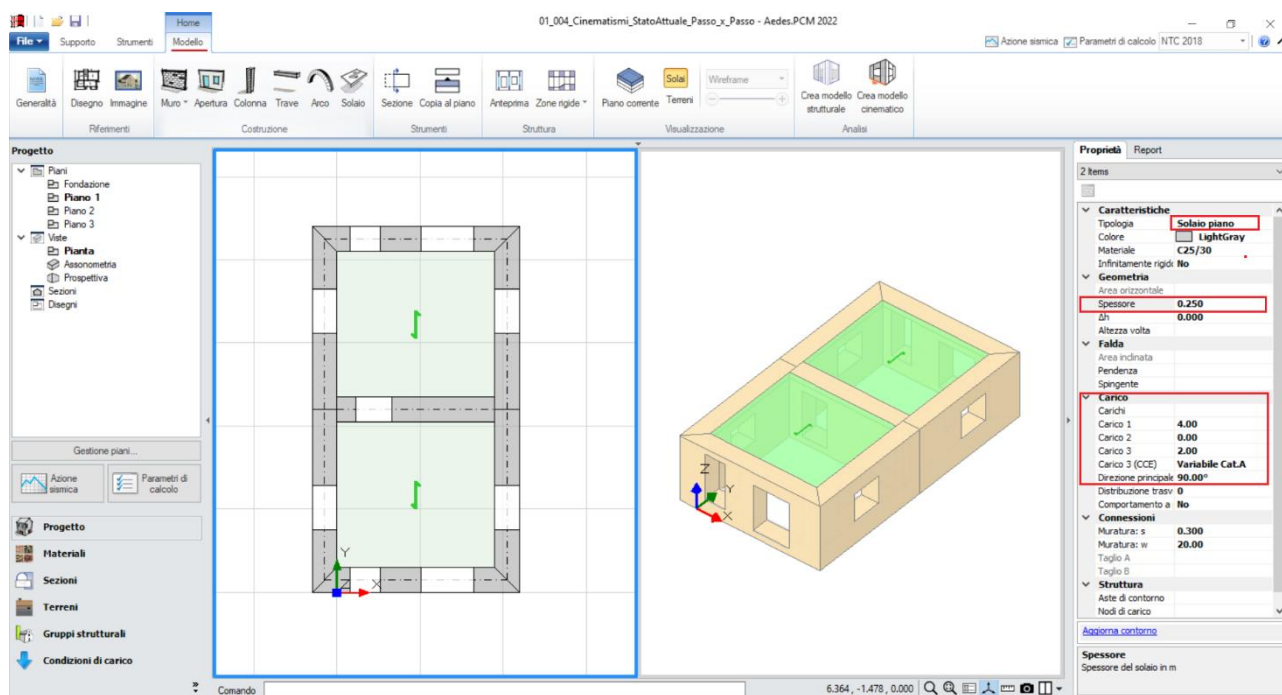 01_004_Cinematismi_StatoAttuale_Passo_x_Passo - Aedes.PCM 2022
Home
File Supporto Strumenti Modello
Azione sismica Parametri di calcolo NTC 2018
Generalità Disegno Immagine Muro Apertura Colonna Trave Arco Solaio Sezione Copia al piano Anteprima Zone rigide Piano corrente Solai Terreni Wireframe Crea modello strutturale Crea modello cinematico
Riferimenti Costruzione Strumenti Struttura Visualizzazione Analisi
Progetto
Piani
Fondazione
Piano 1
Piano 2
Piano 3
Viste
Pianta
Assonometria
Prospettiva
Sezioni
Disegni
Gestione piani...
Azione sismica
Parametri di calcolo
Progetto
Materiali
Sezioni
Terreni
Gruppi strutturali
Condizioni di carico
Y
Z X
Z
Y
X
Proprietà Report
2 Items
Caratteristiche
Tipologia Solaio piano
Colore LightGray
Materiale C25/30
Infinitamente rigido No
Geometria
Area orizzontale
Spessore 0.250
Δh 0.000
Altezza volta
Falda
Area inclinata
Pendenza
Spingente
Carico
Carichi
Carico 1 4.00
Carico 2 0.00
Carico 3 2.00
Carico 3 (CCE) Variabile Cat.A
Direzione principale 90.00°
Distribuzione trasv 0
Comportamento a No
Connessioni
Muratura: s 0.300
Muratura: w 20.00
Taglio A
Taglio B
Struttura
Aste di contorno
Nodi di carico
Aggiorna contorno
Spessore
Spessore del solaio in m
Comando
6.364 , -1.478 , 0.000